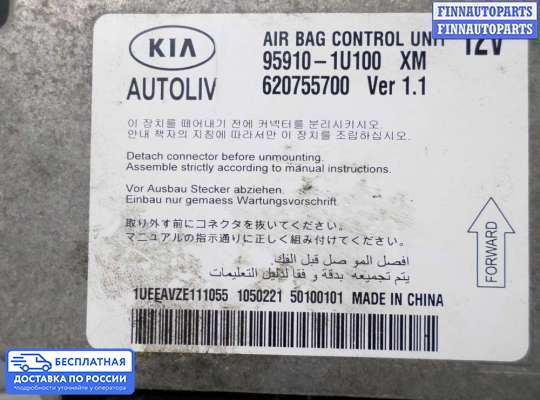 FINNAUTOPARTS
FINNAUTOPARTS
FINNAUTOPARTS
KIA
AUTOLIV
AIR BAG CONTROL UNIT 12V
95910-1U100 XM
620755700 Ver 1.1
이 장치를 떼어내기 전에 커넥터를 분리시키시오.
안내 책자의 지침에 따라서만 이 장치를 조립하십시오.
Detach connector before unmounting.
Assemble strictly according to manual instructions.
Vor Ausbau Stecker abziehen.
Einbau nur gemaess Wartungsvorschrift.
取り外す前にコネクタを抜いてください。
マニュアルの指示通りに正しく組み付けてください。
افصل الموصل قبل الفك.
يتم تجميعه بدقة و فقا لدليل التعليمات
1UEEAVZE111055 1050221 50100101 MADE IN CHINA
FORWARD
БЕСПЛАТНАЯ
ДОСТАВКА ПО РОССИИ
подробности уточняйте у оператора